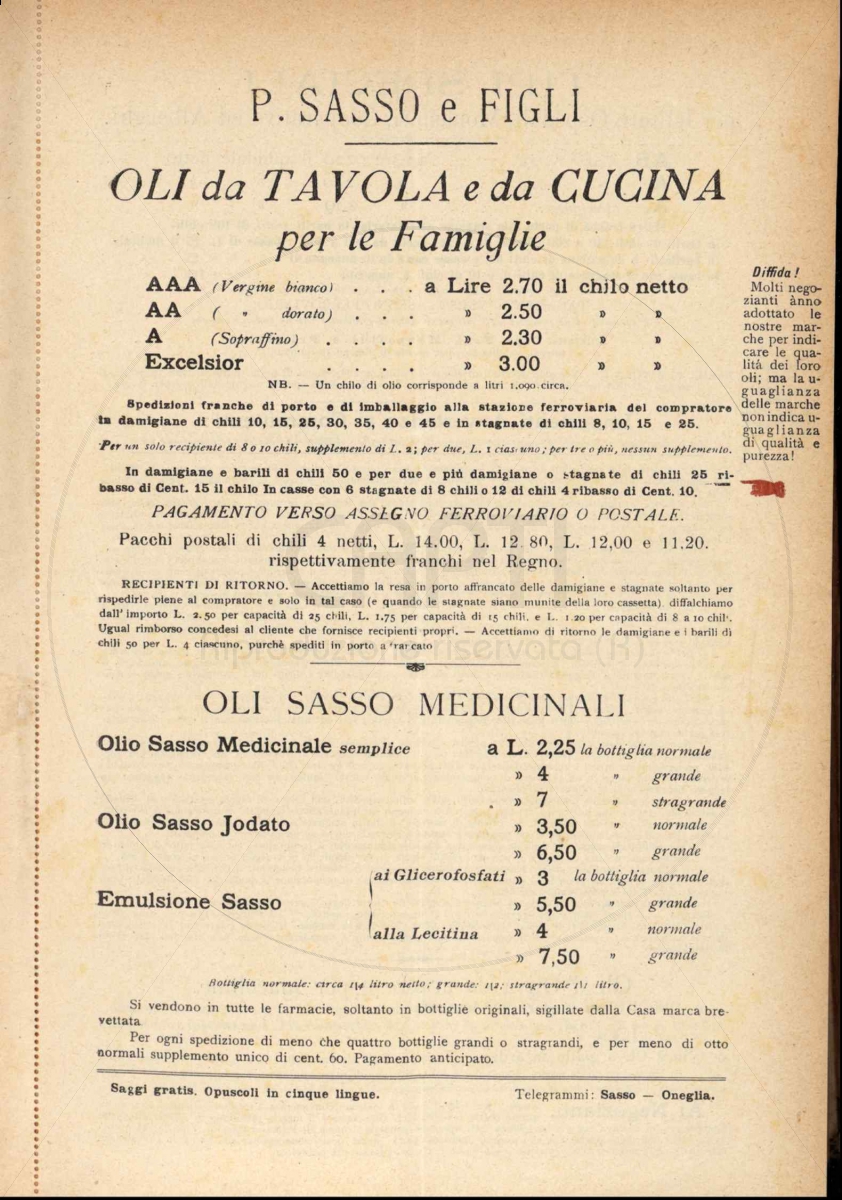 P. SASSO e FIGLI
OLI da TAVOLA e da CUCINA
per le Famiglie
AAA (Vergine bianco) . . . a Lire 2.70 il chilo netto
AA ( " dorato) . . . » 2.50 » »
A (Sopraffino) . . . . » 2.30 » »
Excelsior . . . . » 3.00 » »
NB. — Un chilo di olio corrisponde a litri 1.090 circa.
Spedizioni franche di porto e di imballaggio alla stazione ferroviaria del compratore
in damigiane di chili 10, 15, 25, 30, 35, 40 e 45 e in stagnate di chili 8, 10, 15 e 25.
Per un solo recipiente di 8 o 10 chili, supplemento di L. 2; per due, L. 1 ciascuno; per tre o più, nessun supplemento.
In damigiane e barili di chili 50 e per due e più damigiane o stagnate di chili 25 ri-
basso di Cent. 15 il chilo In casse con 6 stagnate di 8 chili o 12 di chili 4 ribasso di Cent. 10.
PAGAMENTO VERSO ASSEGNO FERROVIARIO O POSTALE.
Pacchi postali di chili 4 netti, L. 14.00, L. 12 80, L. 12,00 e 11.20.
rispettivamente franchi nel Regno.
RECIPIENTI DI RITORNO. — Accettiamo la resa in porto affrancato delle damigiane e stagnate soltanto per
rispedirle piene al compratore e solo in tal caso (e quando le stagnate siano munite della loro cassetta) diffalchiamo
dall' importo L. 2.50 per capacità di 25 chili, L. 1,75 per capacità di 15 chili, e L. 1.20 per capacità di 8 a 10 chili.
Ugual rimborso concedesi al cliente che fornisce recipienti propri. — Accettiamo di ritorno le damigiane e i barili di
chili 50 per L. 4 ciascuno, purchè spediti in porto affrancato
Diffida!
Molti nego-
zianti ànno
adottato le
nostre mar-
che per indi-
care le qua-
lità dei loro
oli; ma la u-
guaglianza
delle marche
non indica u-
guaglianza
di qualità e
purezza!
OLI SASSO MEDICINALI
Olio Sasso Medicinale semplice a L. 2,25 la bottiglia normale
» 4 " grande
» 7 " stragrande
Olio Sasso Jodato » 3,50 " normale
» 6,50 " grande
Emulsione Sasso ai Glicerofosfati » 3 la bottiglia normale
» 5,50 " grande
alla Lecitina » 4 " normale
» 7,50 " grande
Bottiglia normale: circa 1\4 litro netto; grande: 1\2; stragrande 1\1 litro.
Si vendono in tutte le farmacie, soltanto in bottiglie originali, sigillate dalla Casa marca bre-
vettata
Per ogni spedizione di meno che quattro bottiglie grandi o stragrandi, e per meno di otto
normali supplemento unico di cent. 60. Pagamento anticipato.
Saggi gratis. Opuscoli in cinque lingue. Telegrammi: Sasso — Oneglia.